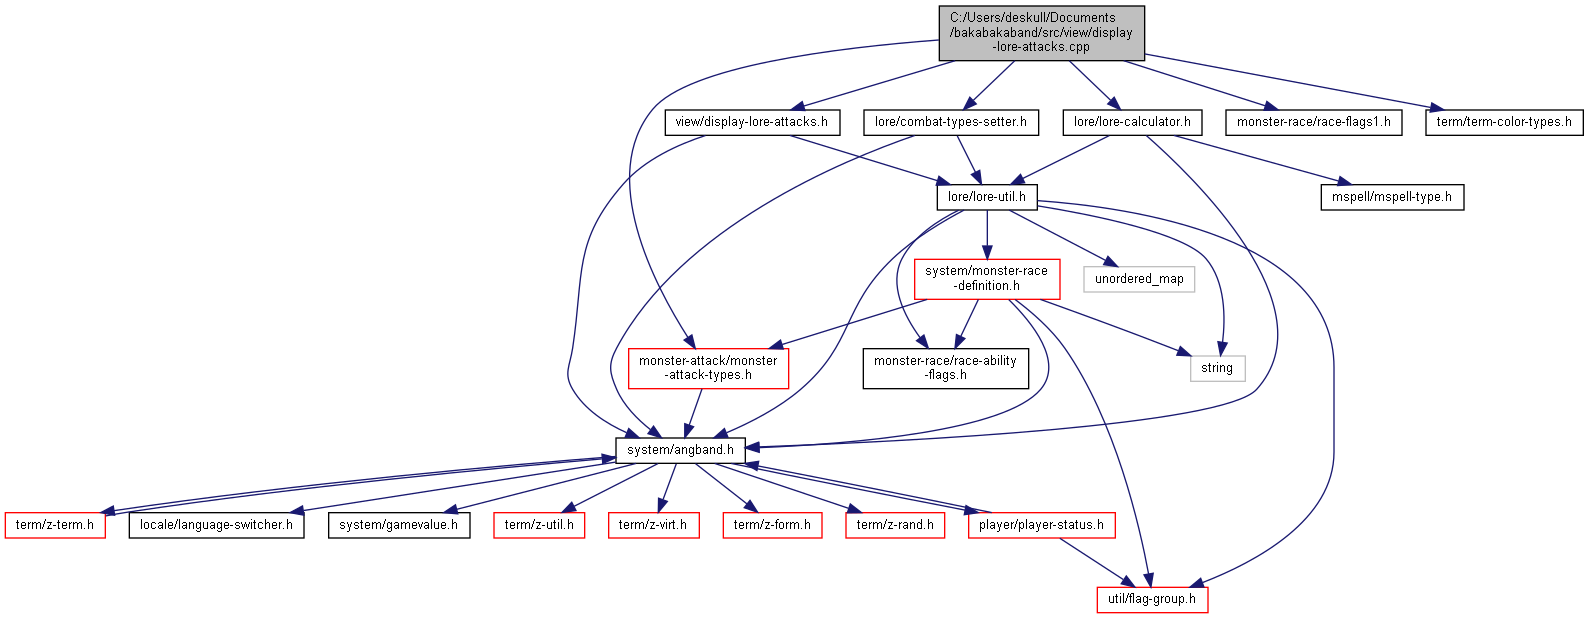 C:/Users/deskull/Documents
/bakabakaband/src/view/display
-lore-attacks.cpp
view/display-lore-attacks.h
lore/combat-types-setter.h
lore/lore-calculator.h
monster-race/race-flags1.h
term/term-color-types.h
lore/lore-util.h
mspell/mspell-type.h
system/monster-race
-definition.h
unordered_map
monster-attack/monster
-attack-types.h
monster-race/race-ability
-flags.h
string
system/angband.h
term/z-term.h
locale/language-switcher.h
system/gamevalue.h
term/z-util.h
term/z-virt.h
term/z-form.h
term/z-rand.h
player/player-status.h
util/flag-group.h